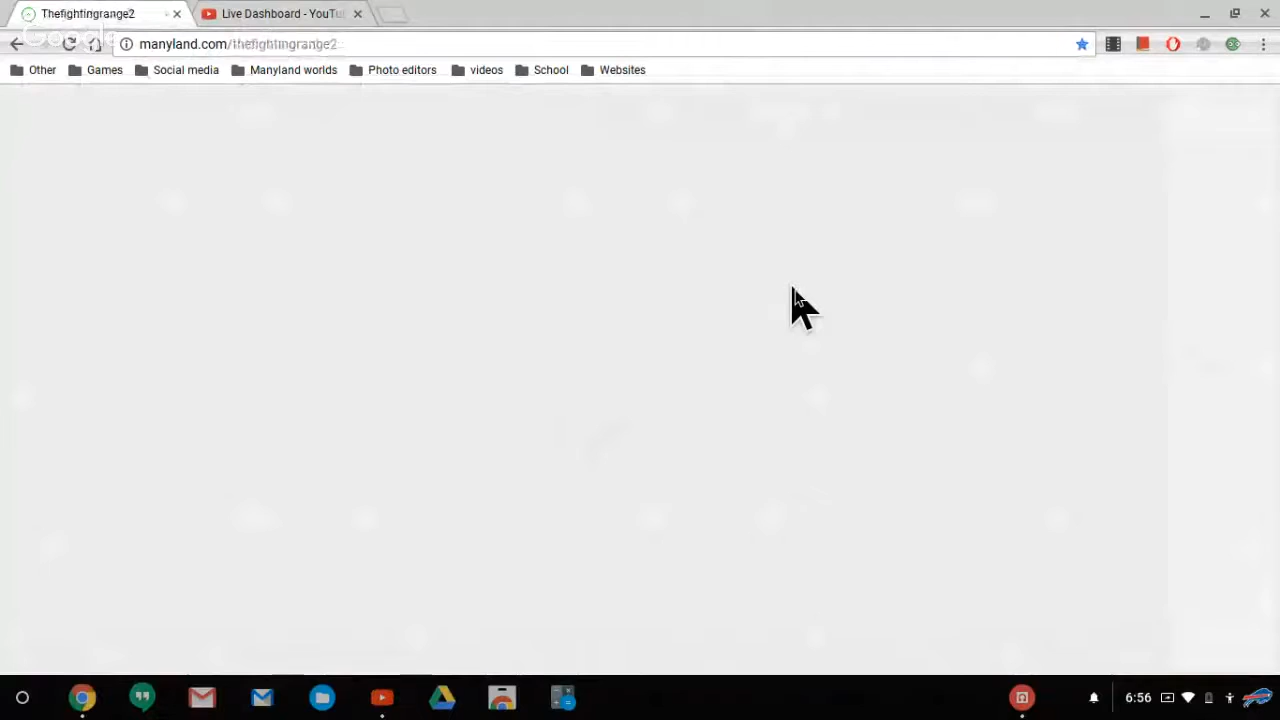 Thefightingrange2
Live Dashboard - YouTu
Google
manyland.com/thefightingrange2
Other Games Social media Manyland worlds Photo editors videos School Websites
6:56